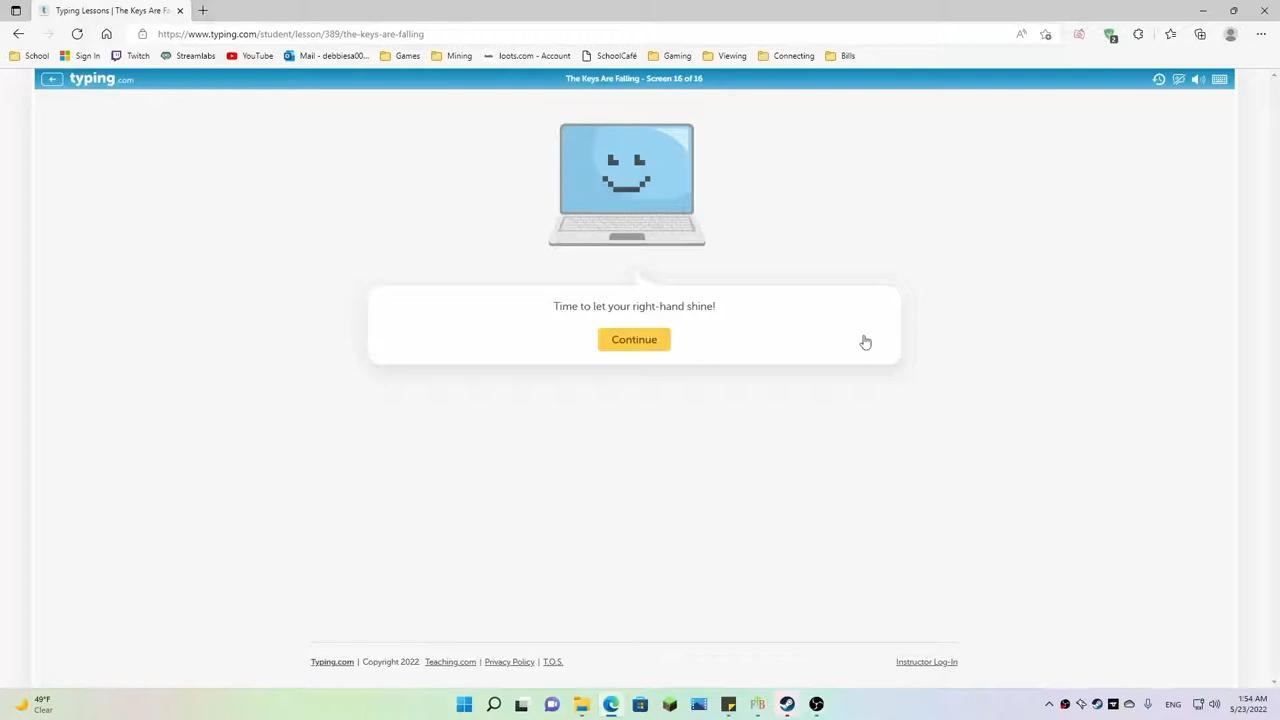 Typing Lessons | The Keys Are Fa
https://www.typing.com/student/lesson/389/the-keys-are-falling
2
School
Sign In
Twitch
Streamlabs
YouTube
Mail - debbiesa00...
Games
Mining
loots.com - Account
SchoolCafé
Gaming
Viewing
Connecting
Bills
typing.com
The Keys Are Falling - Screen 16 of 16
Time to let your right-hand shine!
Continue
Typing.com | Copyright 2022 Teaching.com | Privacy Policy | T.O.S.
Instructor Log-In
49°F
Clear
ENG
1:54 AM
5/23/2022